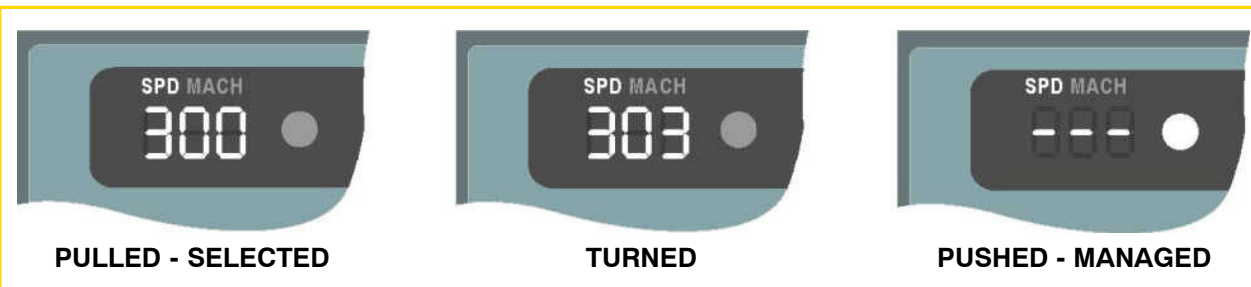 SPD MACH
300
PULLED - SELECTED
SPD MACH
303
TURNED
SPD MACH
---
PUSHED - MANAGED